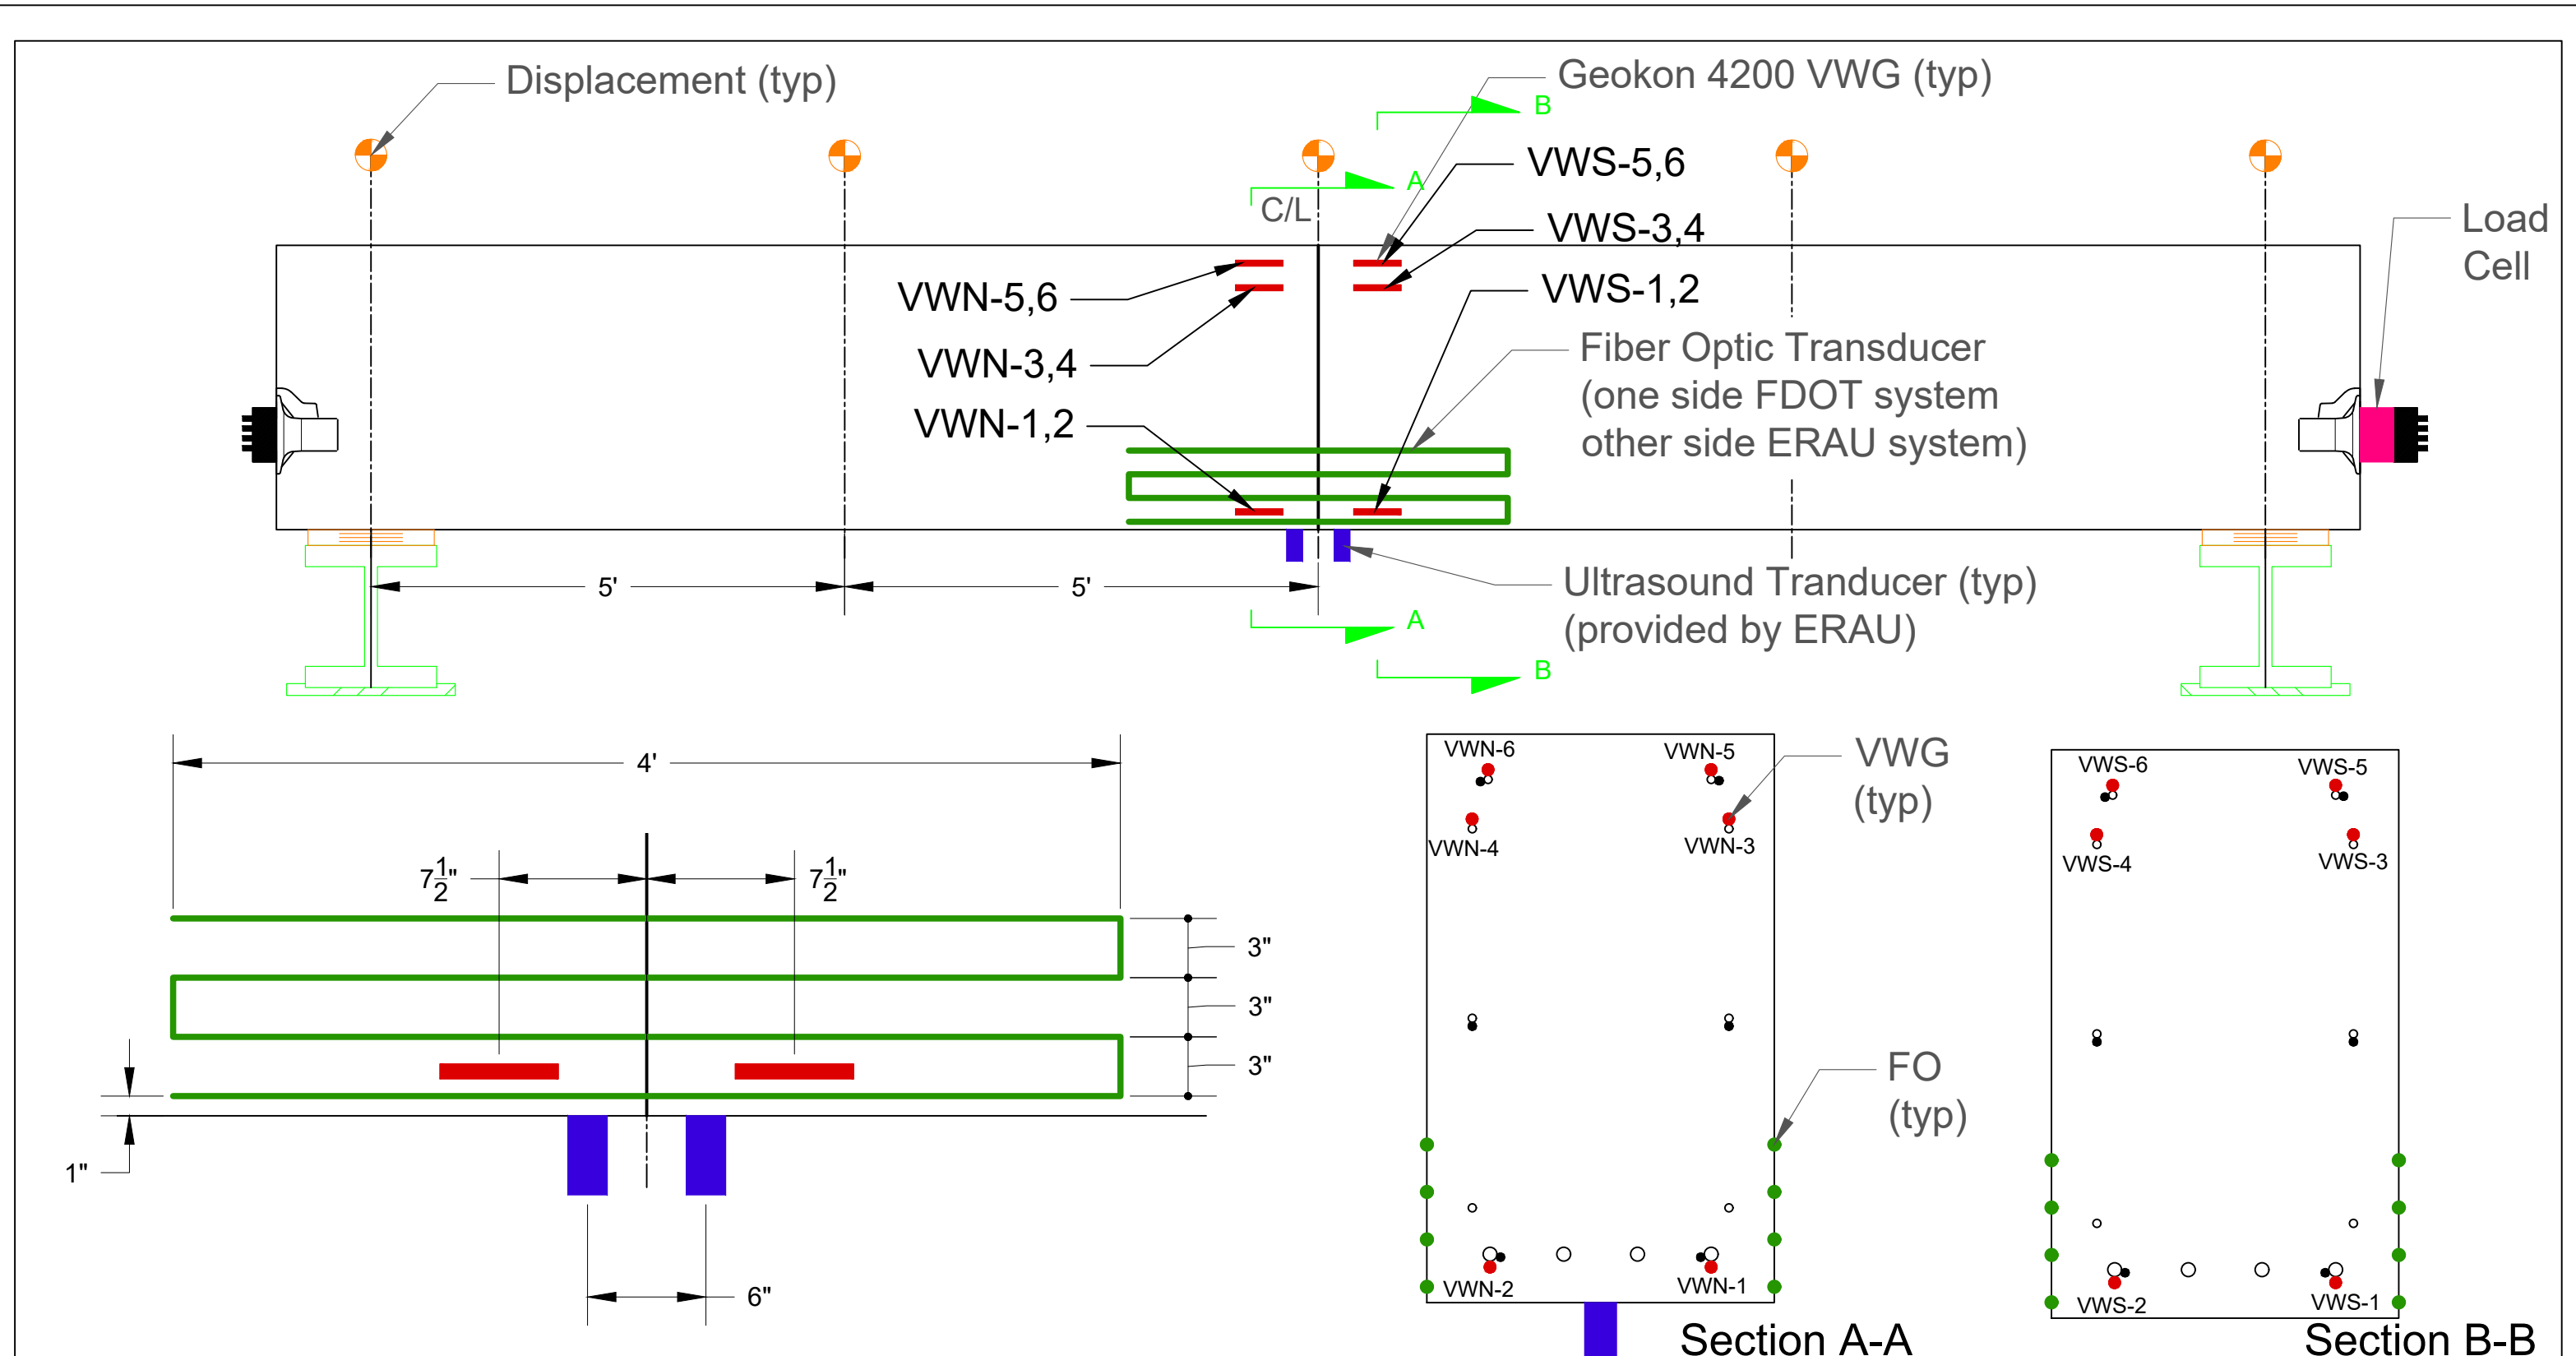 Displacement (typ)
Geokon 4200 VWG (typ)
B
VWS-5,6
A
C/L
VWS-3,4
Load
Cell
VWN-5,6
VWS-1,2
VWN-3,4
Fiber Optic Transducer
(one side FDOT system
other side ERAU system)
VWN-1,2
5'
5'
Ultrasound Tranducer (typ)
(provided by ERAU)
A
B
4'
7 1/2"
7 1/2"
3"
3"
3"
1"
6"
VWN-6
VWN-5
VWG
(typ)
VWN-4
VWN-3
FO
(typ)
VWN-2
VWN-1
Section A-A
VWS-6
VWS-5
VWS-4
VWS-3
VWS-2
VWS-1
Section B-B